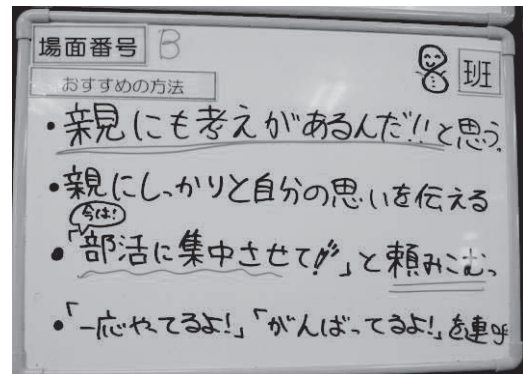 場面番号 B
8 班
おすすめの方法
・親にも考えがあるんだ!!と思う。
・親にしっかりと自分の思いを伝える
今は!
・「部活に集中させて!!」と頼みこむっ
・「一応やってるよ!」「がんばってるよ!」を連呼